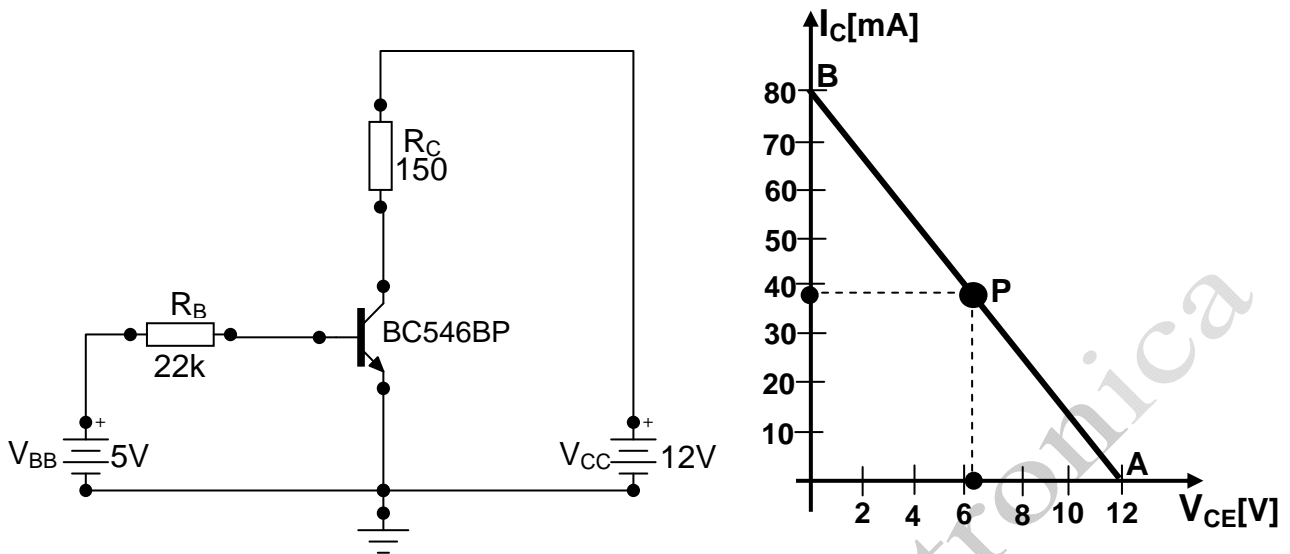 R_C
150
R_B
22k
BC546BP
V_BB
+
5V
V_CC
+
12V
I_C[mA]
B
80
70
60
50
40
30
20
10
P
A
2 4 6 8 10 12
V_CE[V]
tronica